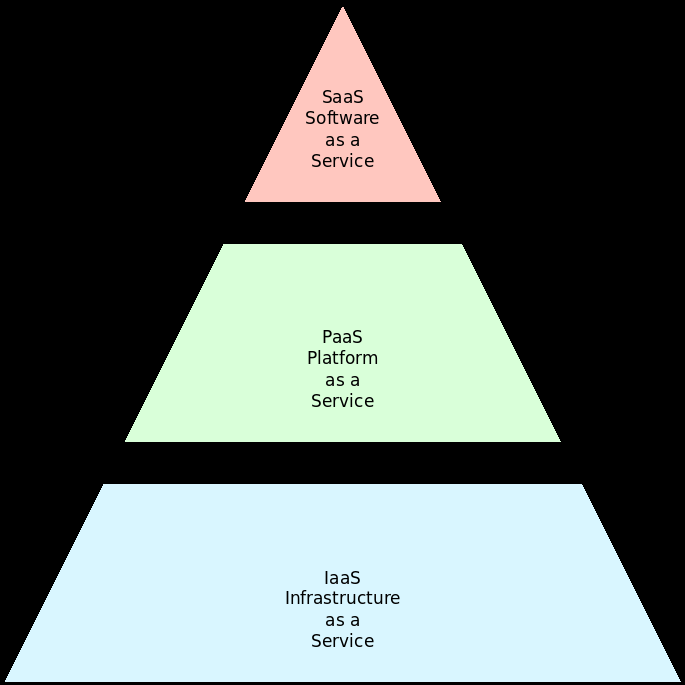 SaaS
Software
as a
Service
PaaS
Platform
as a
Service
IaaS
Infrastructure
as a
Service